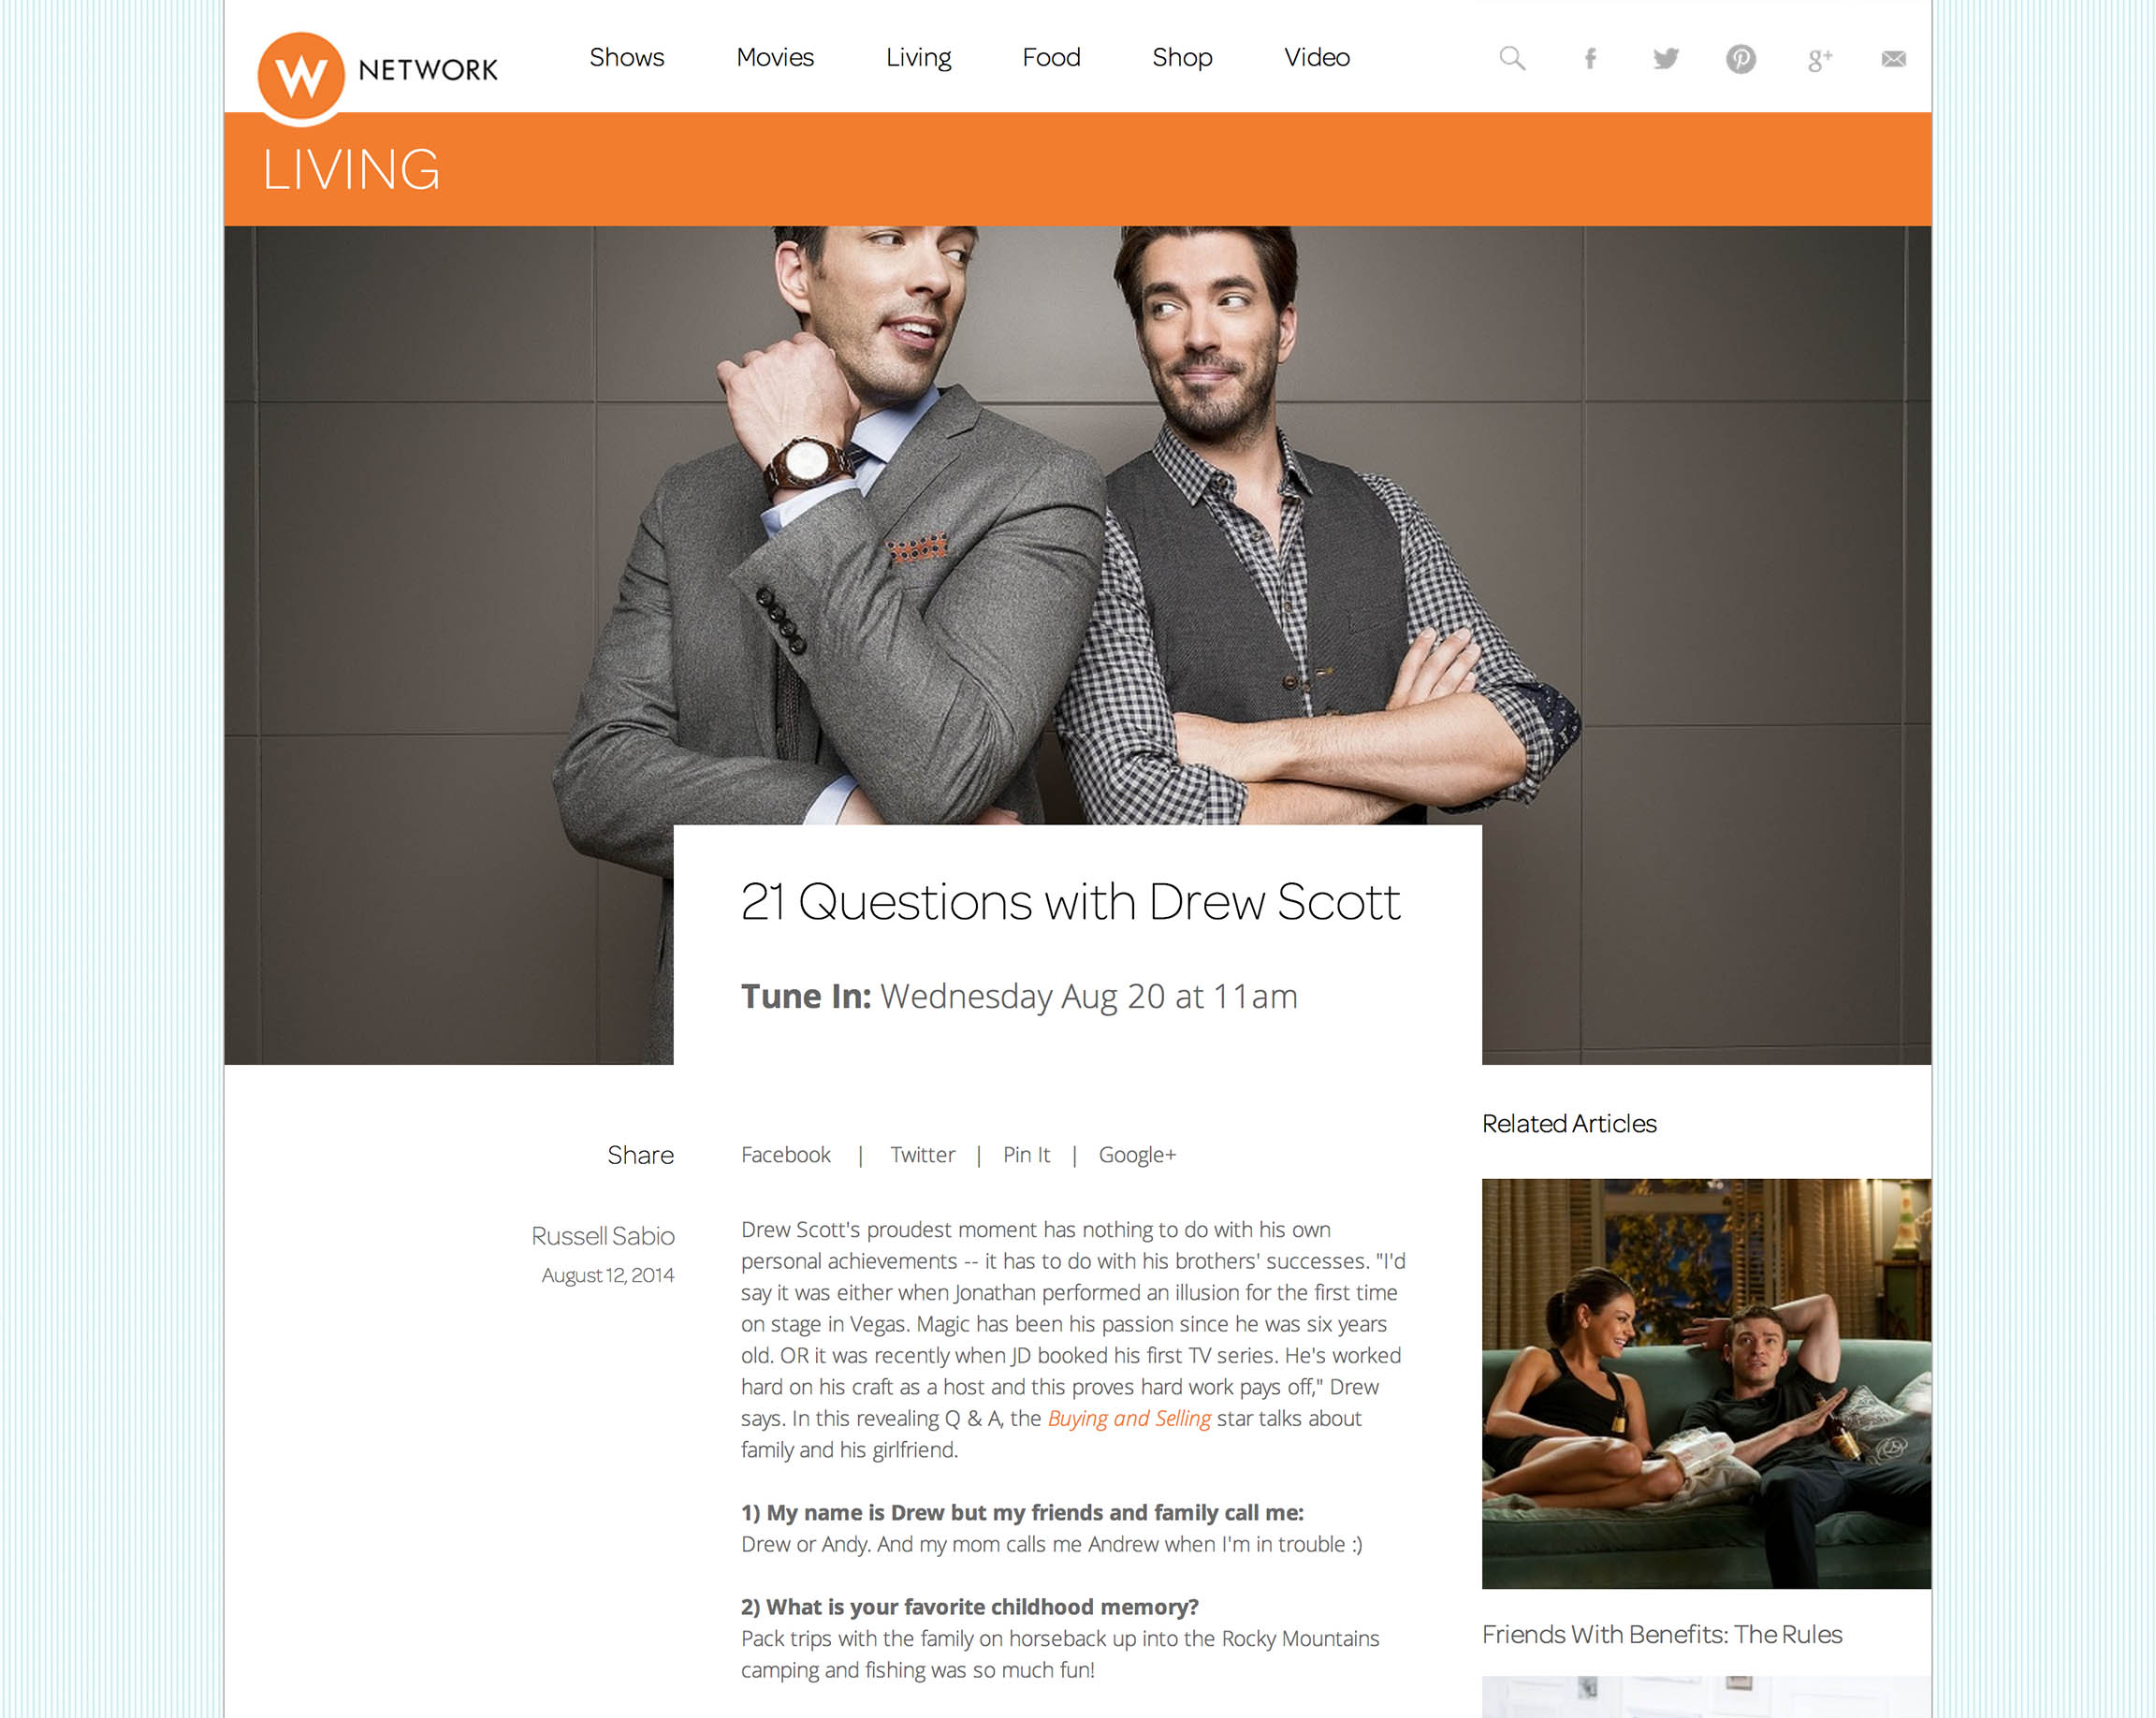 W NETWORK
Shows
Movies
Living
Food
Shop
Video
LIVING
21 Questions with Drew Scott
Tune In: Wednesday Aug 20 at 11am
Share
Facebook | Twitter | Pin It | Google+
Russell Sabio
August 12, 2014
Drew Scott's proudest moment has nothing to do with his own
personal achievements -- it has to do with his brothers' successes. "I'd
say it was either when Jonathan performed an illusion for the first time
on stage in Vegas. Magic has been his passion since he was six years
old. OR it was recently when JD booked his first TV series. He's worked
hard on his craft as a host and this proves hard work pays off," Drew
says. In this revealing Q & A, the Buying and Selling star talks about
family and his girlfriend.
1) My name is Drew but my friends and family call me:
Drew or Andy. And my mom calls me Andrew when I'm in trouble :)
2) What is your favorite childhood memory?
Pack trips with the family on horseback up into the Rocky Mountains
camping and fishing was so much fun!
Related Articles
Friends With Benefits: The Rules